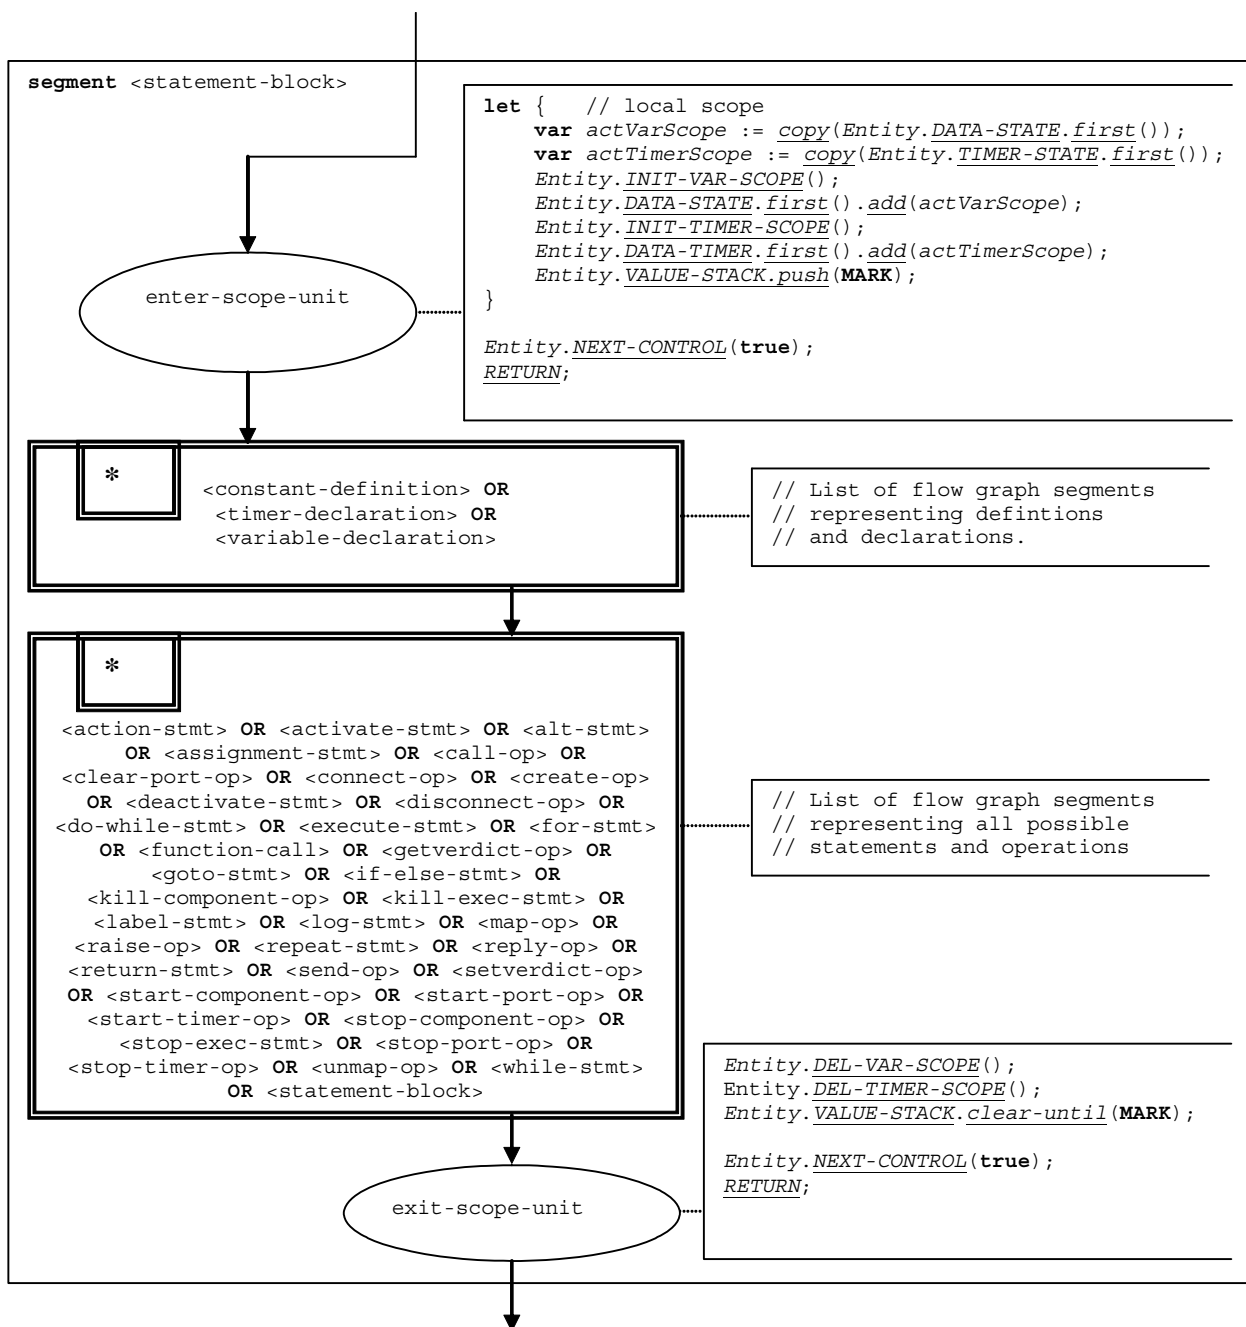 segment <statement-block>
let {   // local scope
    var actVarScope := copy(Entity.DATA-STATE.first());
    var actTimerScope := copy(Entity.TIMER-STATE.first());
    Entity.INIT-VAR-SCOPE();
    Entity.DATA-STATE.first().add(actVarScope);
    Entity.INIT-TIMER-SCOPE();
    Entity.DATA-TIMER.first().add(actTimerScope);
    Entity.VALUE-STACK.push(MARK);
}
Entity.NEXT-CONTROL(true);
RETURN;
enter-scope-unit
*
<constant-definition> OR
<timer-declaration> OR
<variable-declaration>
// List of flow graph segments
// representing defintions
// and declarations.
*
<action-stmt> OR <activate-stmt> OR <alt-stmt>
OR <assignment-stmt> OR <call-op> OR
<clear-port-op> OR <connect-op> OR <create-op>
OR <deactivate-stmt> OR <disconnect-op> OR
<do-while-stmt> OR <execute-stmt> OR <for-stmt>
OR <function-call> OR <getverdict-op> OR
<goto-stmt> OR <if-else-stmt> OR
<kill-component-op> OR <kill-exec-stmt> OR
<label-stmt> OR <log-stmt> OR <map-op> OR
<raise-op> OR <repeat-stmt> OR <reply-op> OR
<return-stmt> OR <send-op> OR <setverdict-op>
OR <start-component-op> OR <start-port-op> OR
<start-timer-op> OR <stop-component-op> OR
<stop-exec-stmt> OR <stop-port-op> OR
<stop-timer-op> OR <unmap-op> OR <while-stmt>
OR <statement-block>
// List of flow graph segments
// representing all possible
// statements and operations
Entity.DEL-VAR-SCOPE();
Entity.DEL-TIMER-SCOPE();
Entity.VALUE-STACK.clear-until(MARK);
Entity.NEXT-CONTROL(true);
RETURN;
exit-scope-unit